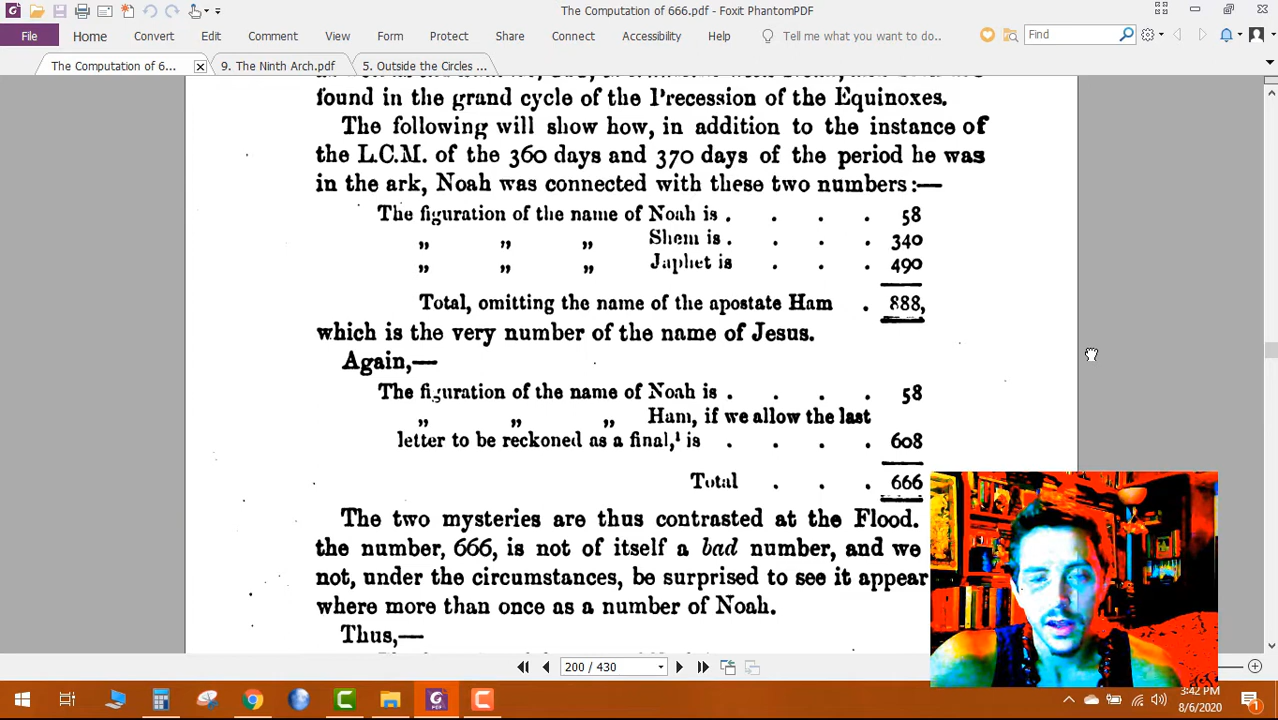 The Computation of 666.pdf - Foxit PhantomPDF
File Home Convert Edit Comment View Form Protect Share Connect Accessibility Help Tell me what you want to do.. Find
The Computation of 6... 9. The Ninth Arch.pdf 5. Outside the Circles ...
found in the grand cycle of the Precession of the Equinoxes.
The following will show how, in addition to the instance of
the L.C.M. of the 360 days and 370 days of the period he was
in the ark, Noah was connected with these two numbers:—
The figuration of the name of Noah is . . . . 58
„ „ „ Shem is . . . . 340
„ „ „ Japhet is . . . 490
Total, omitting the name of the apostate Ham . 888,
which is the very number of the name of Jesus.
Again,—
The figuration of the name of Noah is . . . . 58
„ „ „ Ham, if we allow the last
letter to be reckoned as a final,¹ is . . . . 608
Total . . . 666
The two mysteries are thus contrasted at the Flood.
the number, 666, is not of itself a bad number, and we
not, under the circumstances, be surprised to see it appear
where more than once as a number of Noah.
Thus,—
200 / 430
3:42 PM
8/6/2020